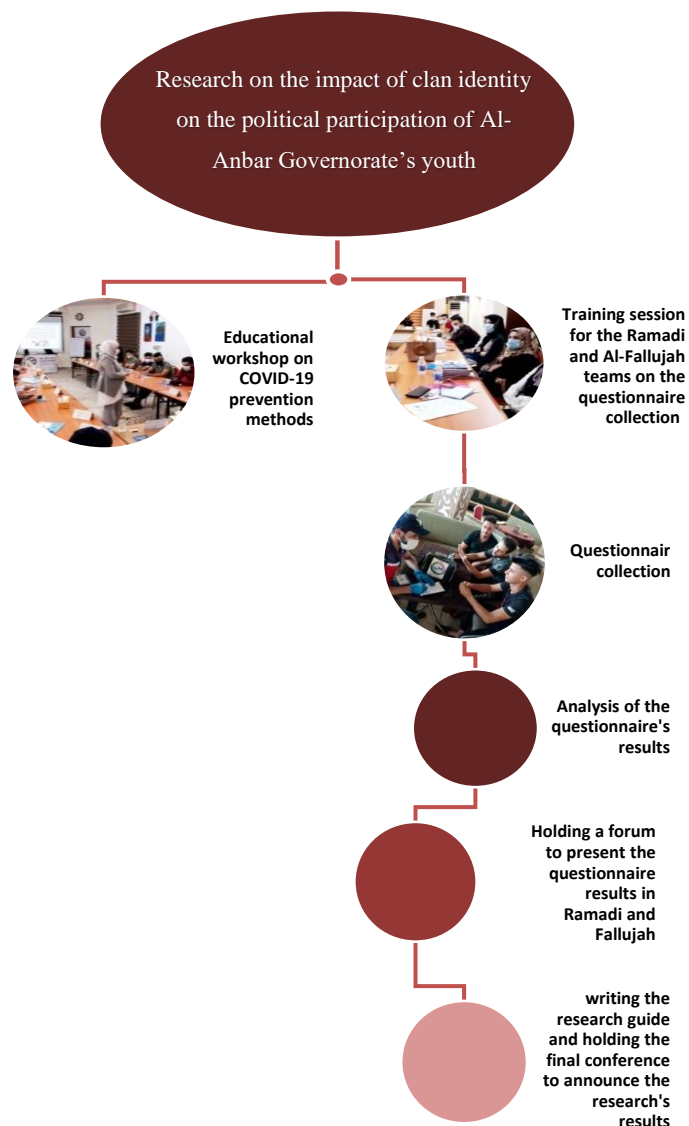 Research on the impact of clan identity
on the political participation of Al-
Anbar Governorate’s youth
Educational
workshop on
COVID-19
prevention
methods
Training session
for the Ramadi
and Al-Fallujah
teams on the
questionnaire
collection
Questionnair
collection
Analysis of the
questionnaire's
results
Holding a forum
to present the
questionnaire
results in
Ramadi and
Fallujah
writing the
research guide
and holding the
final conference
to announce the
research's
results